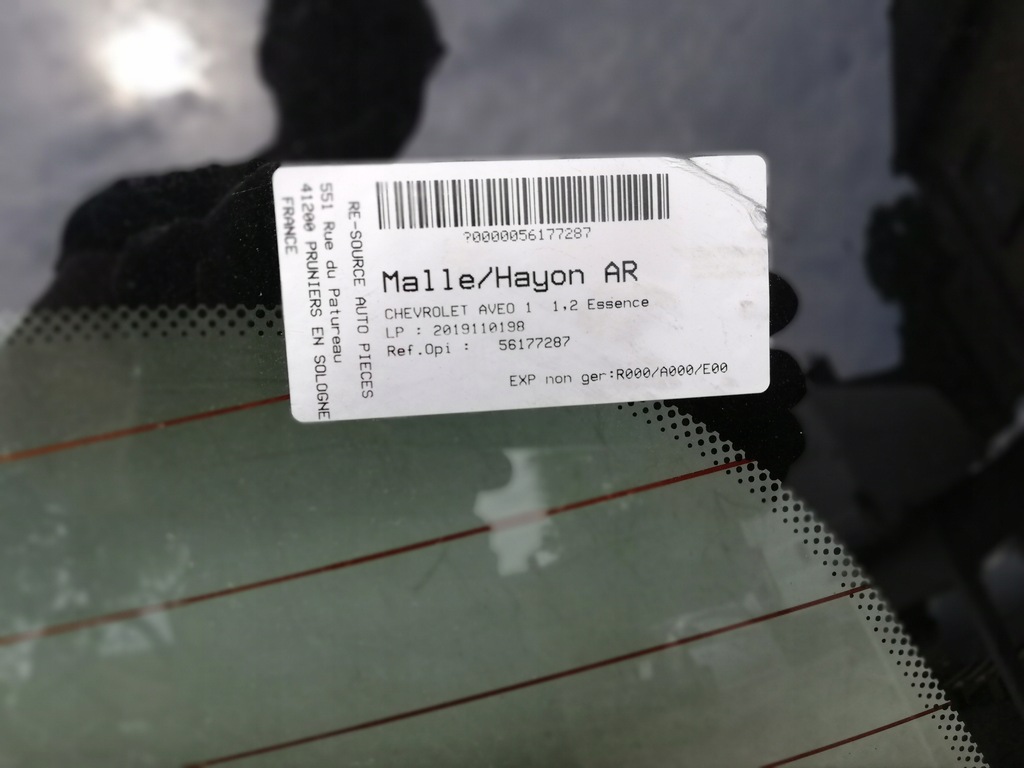 RE-SOURCE AUTO PIECES
551 Rue du Patureau
41200 PRUNIERS EN SOLOGNE
FRANCE
?0000056177287
Malle/Hayon AR
CHEVROLET AVEO 1 1,2 Essence
LP : 2019110198
Ref.Opi : 56177287
EXP non ger:R000/A000/E00